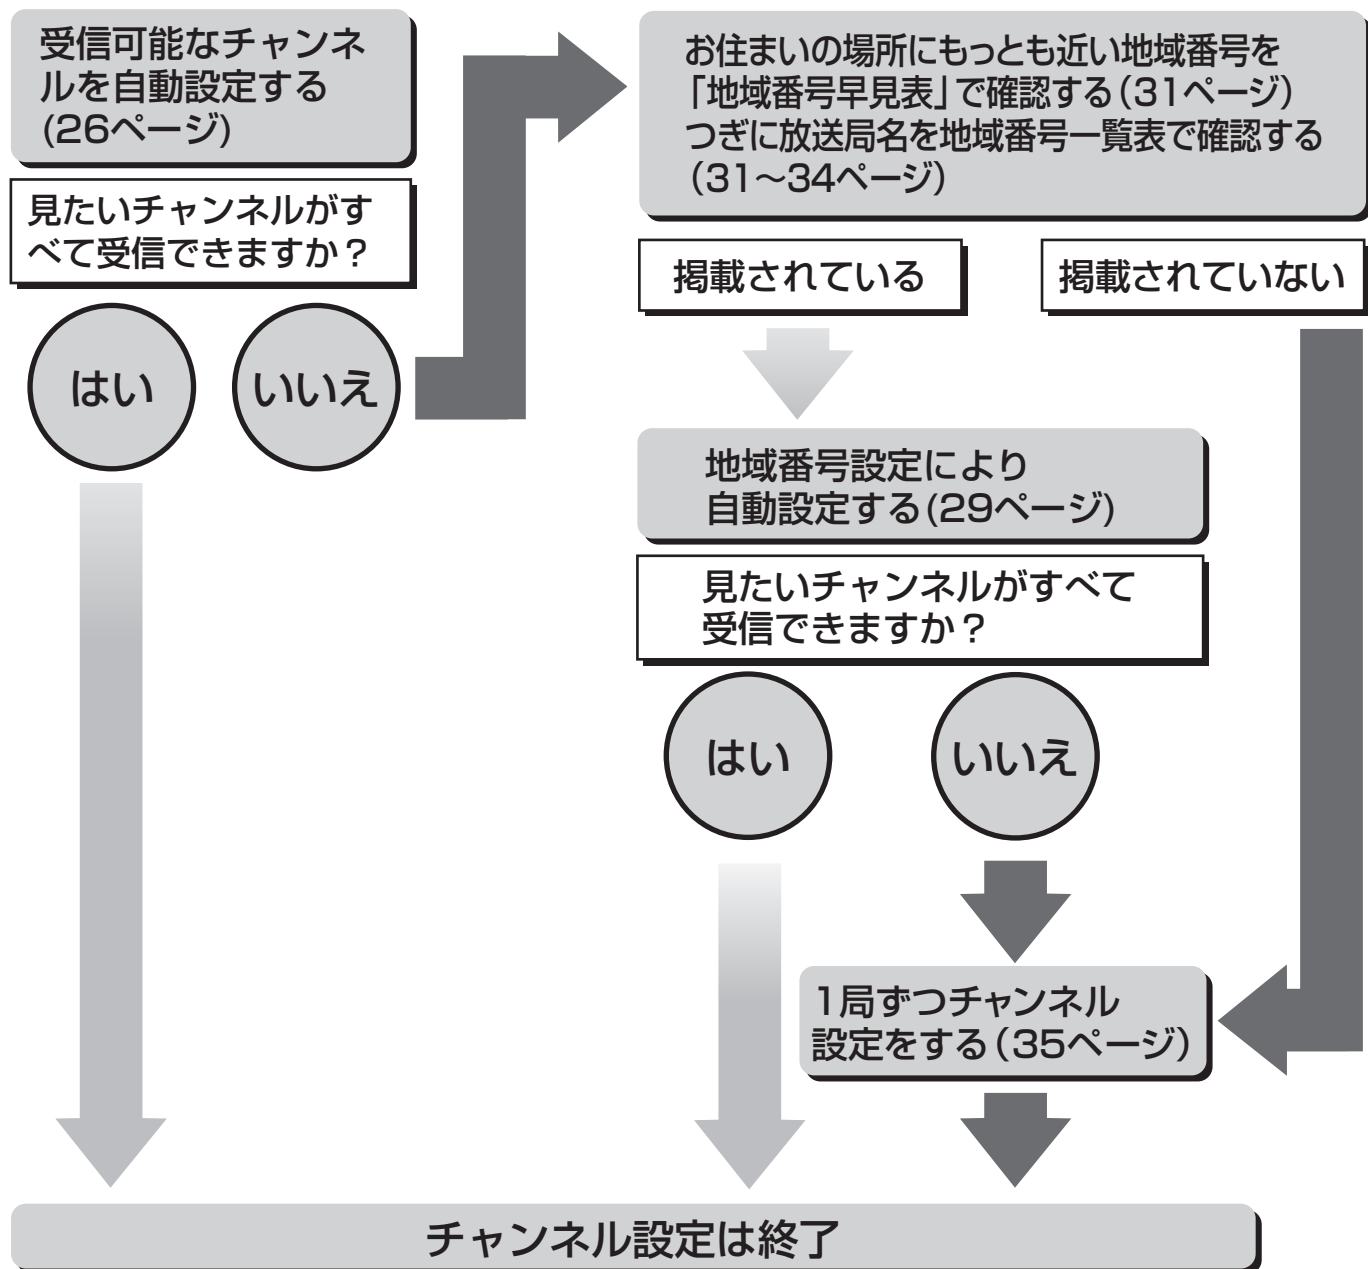 受信可能なチャンネ
ルを自動設定する
(26ページ)
見たいチャンネルがす
べて受信できますか？
はい
いいえ
お住まいの場所にもっとも近い地域番号を
「地域番号早見表」で確認する(31ページ)
つぎに放送局名を地域番号一覧表で確認する
(31〜34ページ)
掲載されている
掲載されていない
地域番号設定により
自動設定する(29ページ)
見たいチャンネルがすべて
受信できますか？
はい
いいえ
1局ずつチャンネル
設定をする(35ページ)
チャンネル設定は終了